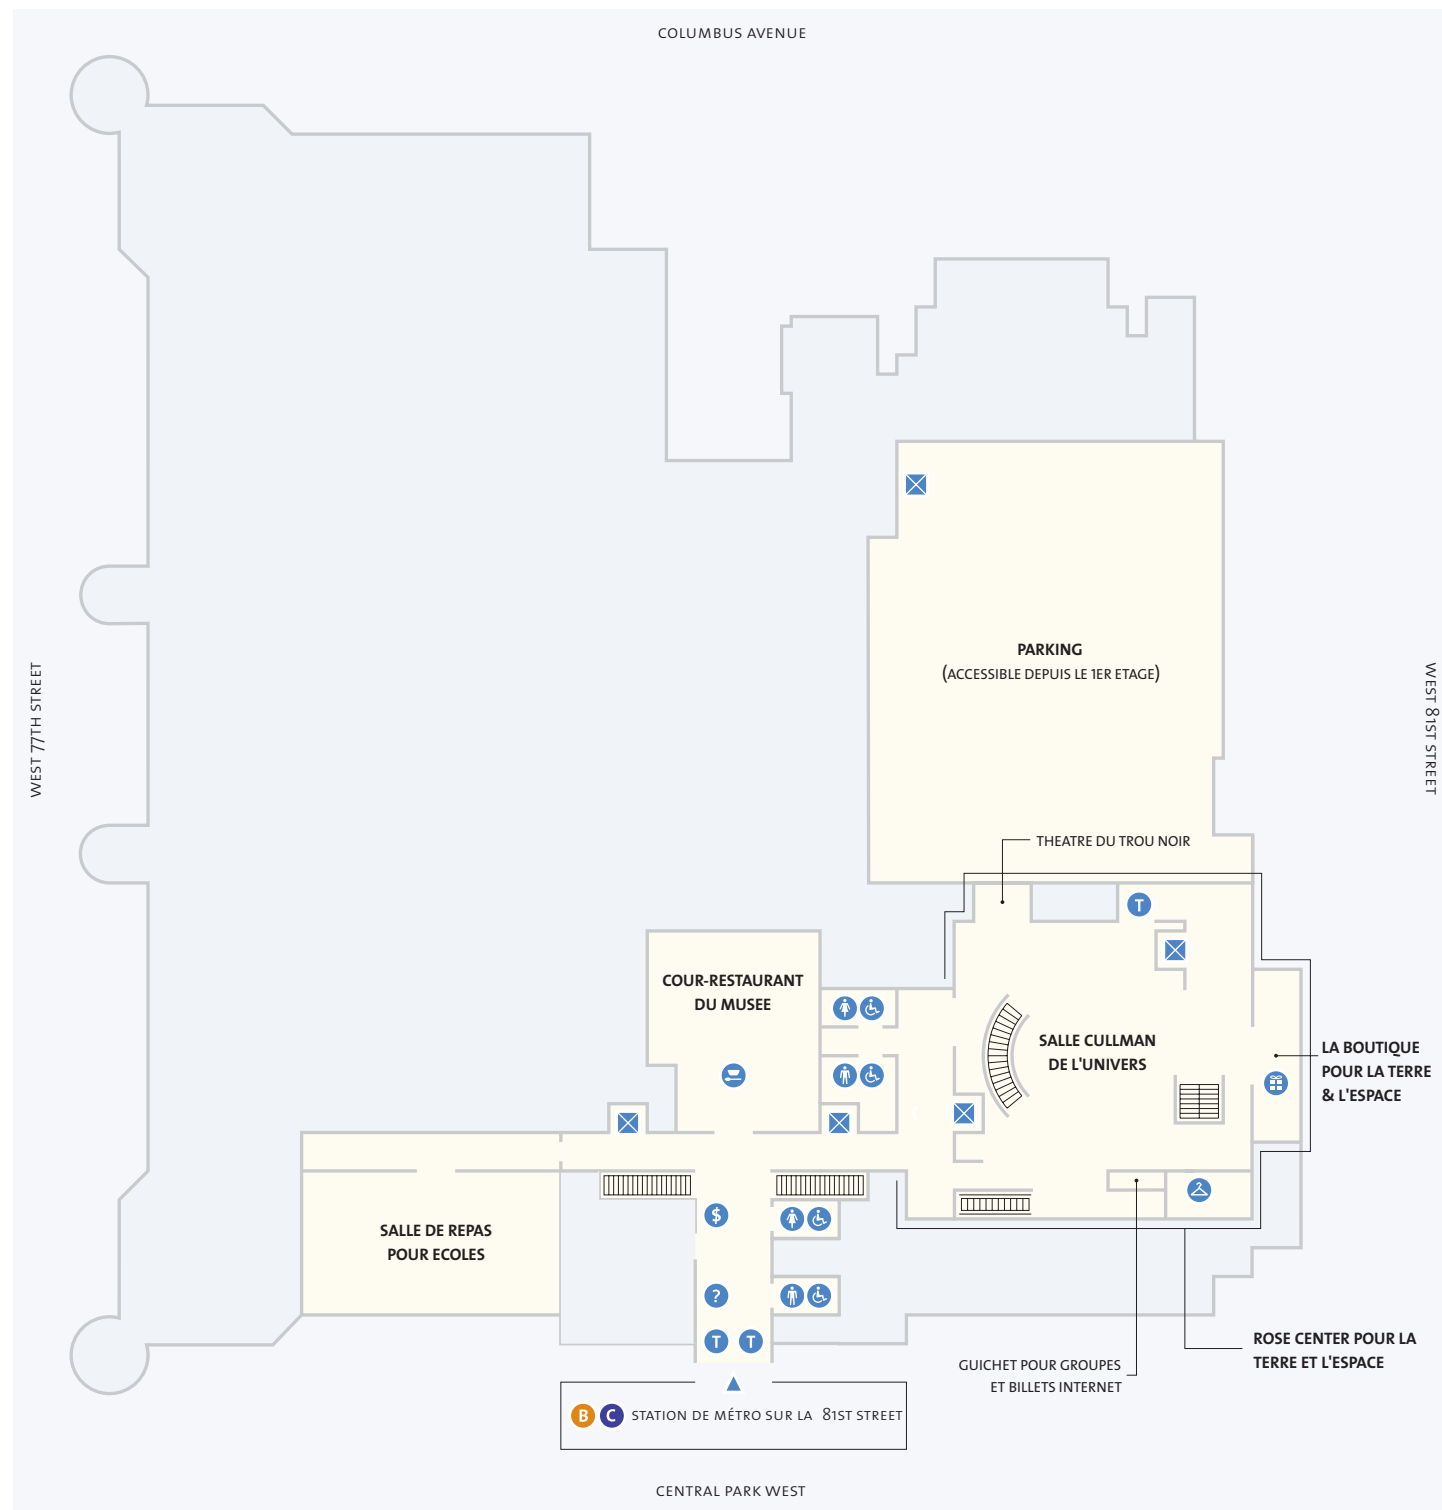 COLUMBUS AVENUE
WEST 77TH STREET
WEST 81ST STREET
PARKING
(ACCESSIBLE DEPUIS LE 1ER ETAGE)
THEATRE DU TROU NOIR
T
COUR-RESTAURANT
DU MUSEE
SALLE CULLMAN
DE L'UNIVERS
LA BOUTIQUE
POUR LA TERRE
& L'ESPACE
SALLE DE REPAS
POUR ECOLES
$
?
T T
ROSE CENTER POUR LA
TERRE ET L'ESPACE
GUICHET POUR GROUPES
ET BILLETS INTERNET
B C STATION DE MÉTRO SUR LA 81ST STREET
CENTRAL PARK WEST